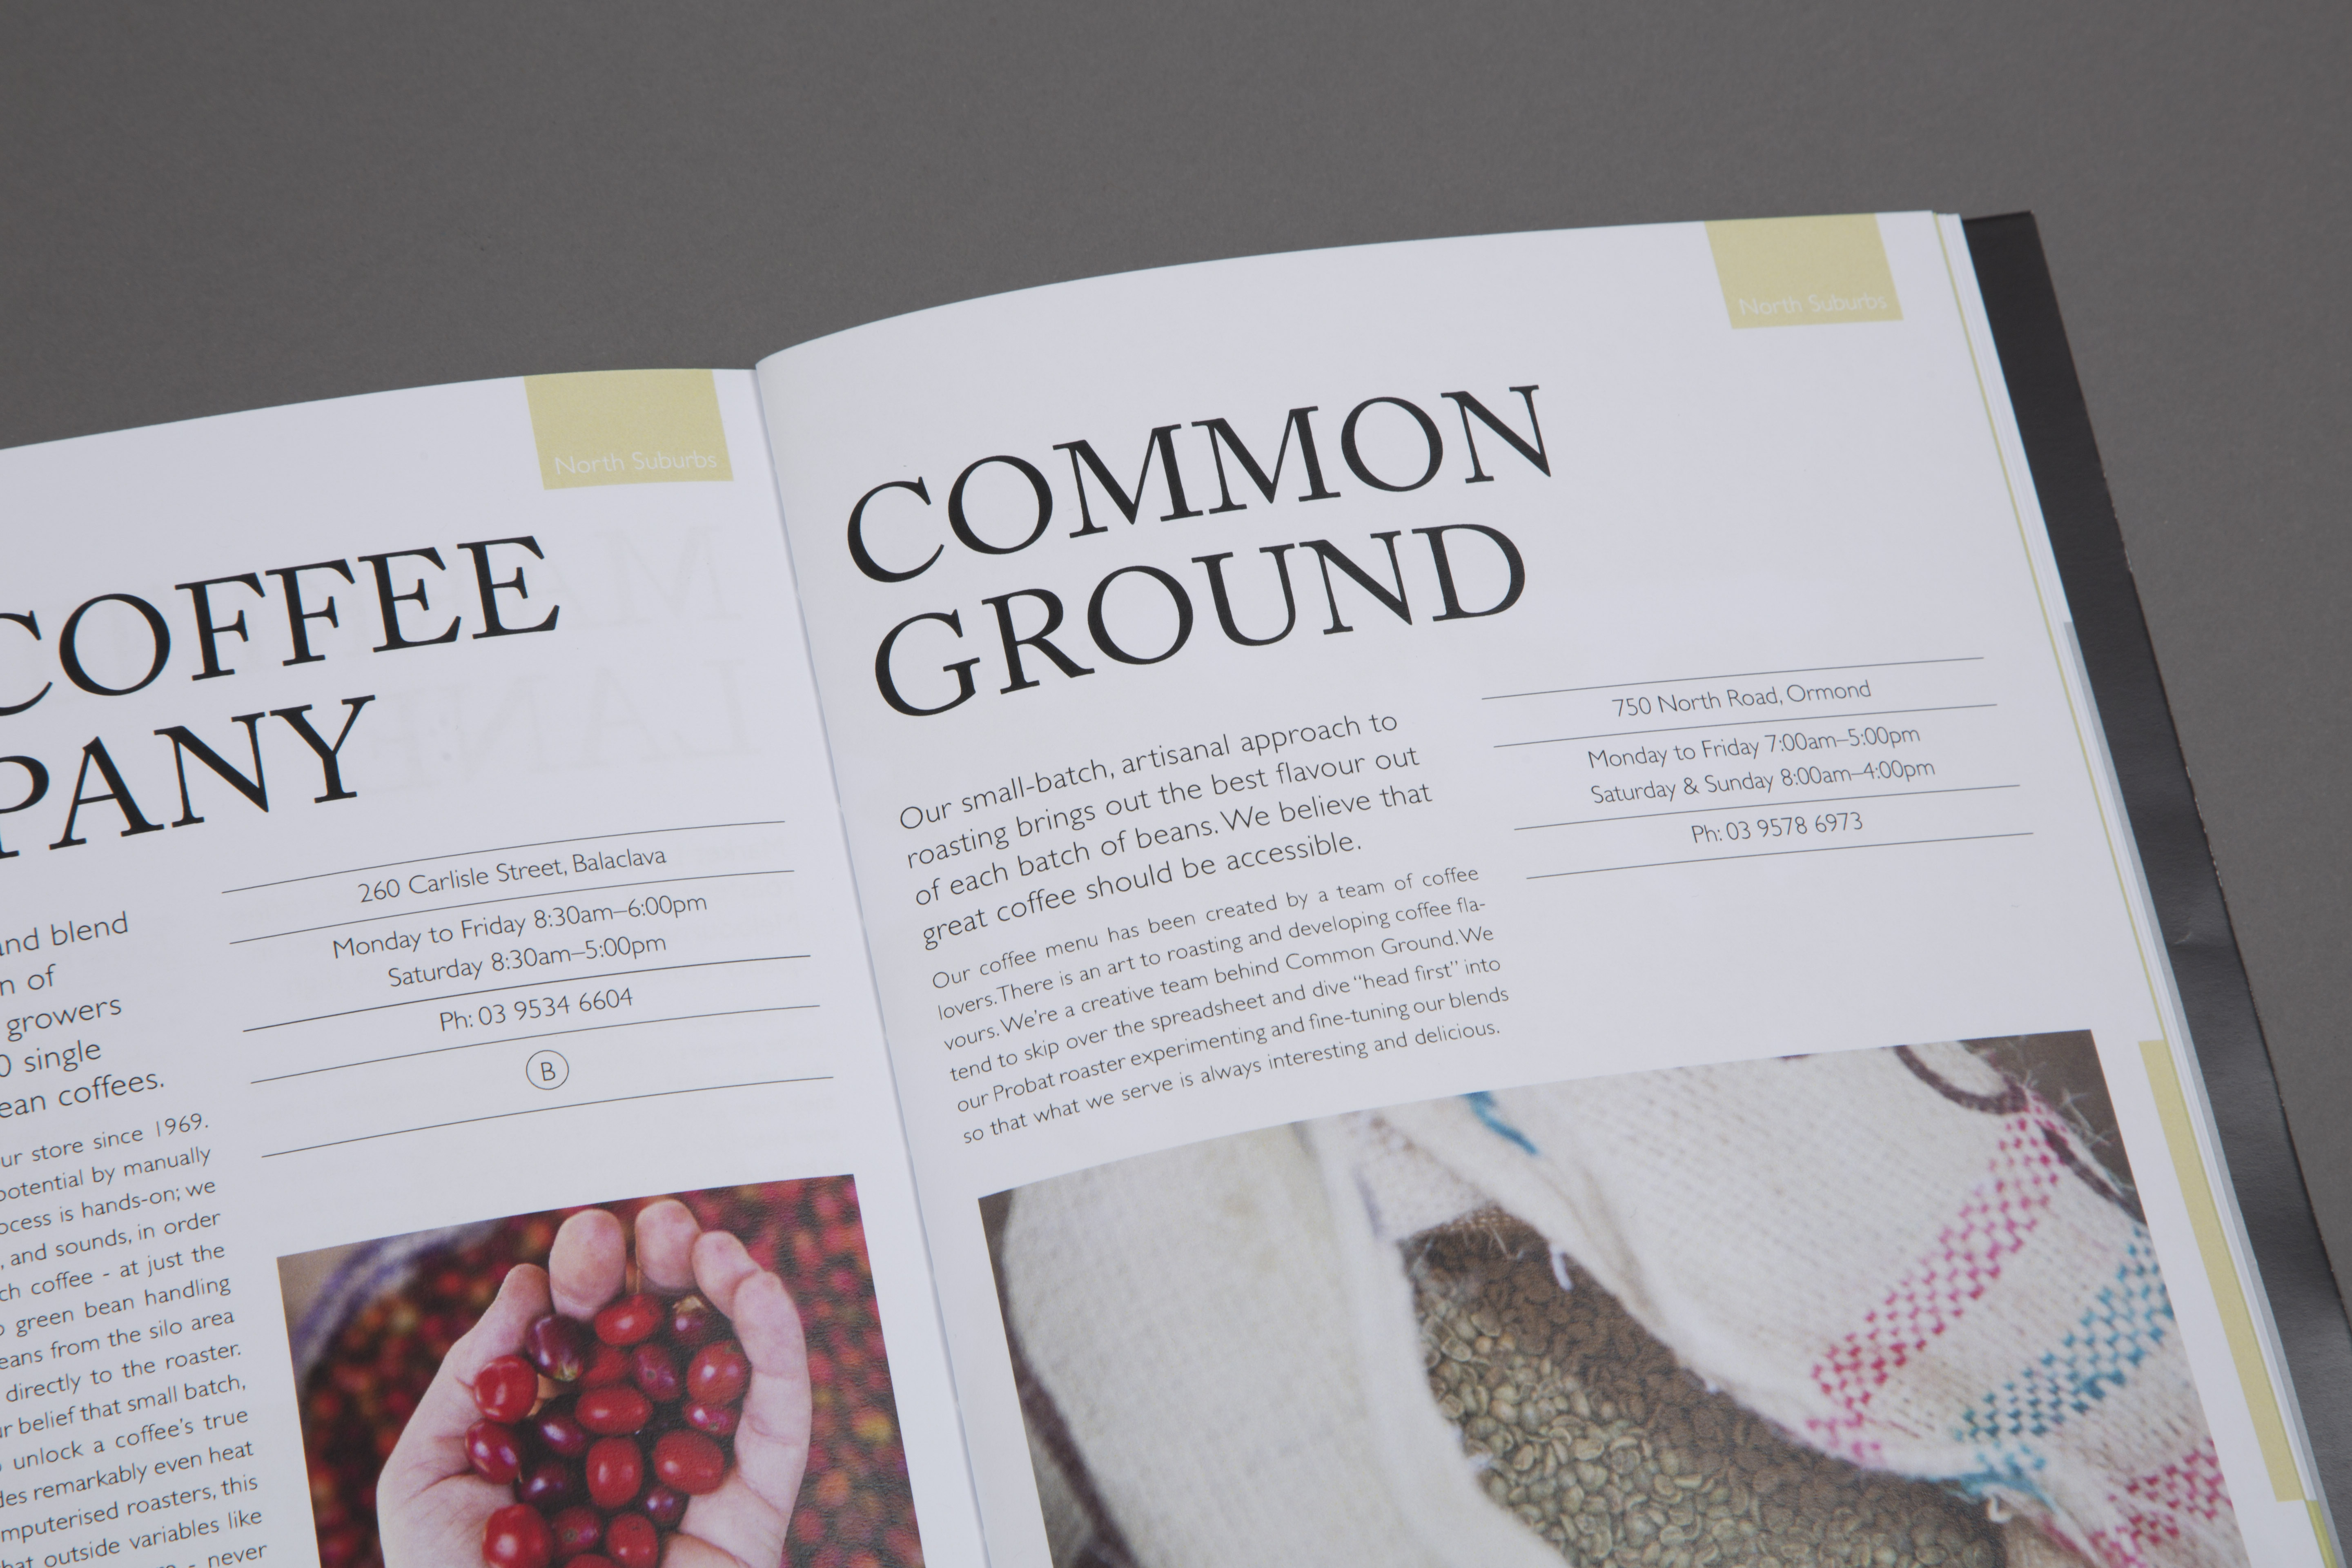 North Suburbs
COFFEE
PANY
and blend
n of
growers
0 single
ean coffees.
260 Carlisle Street, Balaclava
Monday to Friday 8:30am–6:00pm
Saturday 8:30am–5:00pm
Ph: 03 9534 6604
B
ur store since 1969.
potential by manually
ocess is hands-on; we
, and sounds, in order
ch coffee - at just the
green bean handling
eans from the silo area
directly to the roaster.
ur belief that small batch,
unlock a coffee's true
des remarkably even heat
mputerised roasters, this
hat outside variables like
- never
North Suburbs
COMMON
GROUND
Our small-batch, artisanal approach to
roasting brings out the best flavour out
of each batch of beans. We believe that
great coffee should be accessible.
Our coffee menu has been created by a team of coffee
lovers. There is an art to roasting and developing coffee fla-
vours. We're a creative team behind Common Ground. We
tend to skip over the spreadsheet and dive “head first” into
our Probat roaster experimenting and fine-tuning our blends
so that what we serve is always interesting and delicious.
750 North Road, Ormond
Monday to Friday 7:00am–5:00pm
Saturday & Sunday 8:00am–4:00pm
Ph: 03 9578 6973